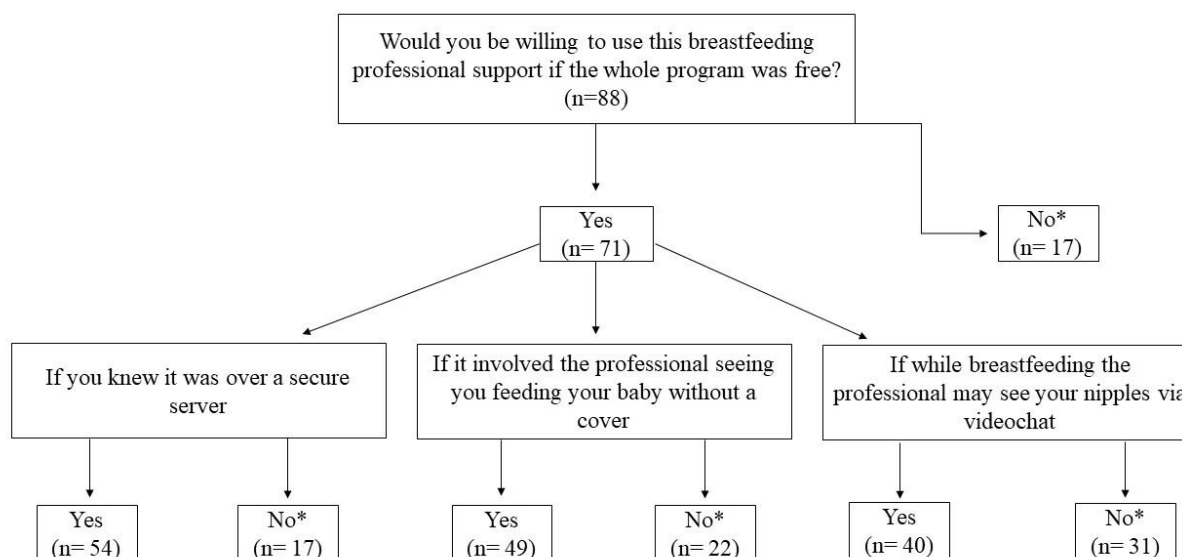 Would you be willing to use this breastfeeding
professional support if the whole program was free?
(n=88)
Yes
(n= 71)
No*
(n= 17)
If you knew it was over a secure
server
If it involved the professional seeing
you feeding your baby without a
cover
If while breastfeeding the
professional may see your nipples via
videochat
Yes
(n= 54)
No*
(n= 17)
Yes
(n= 49)
No*
(n= 22)
Yes
(n= 40)
No*
(n= 31)